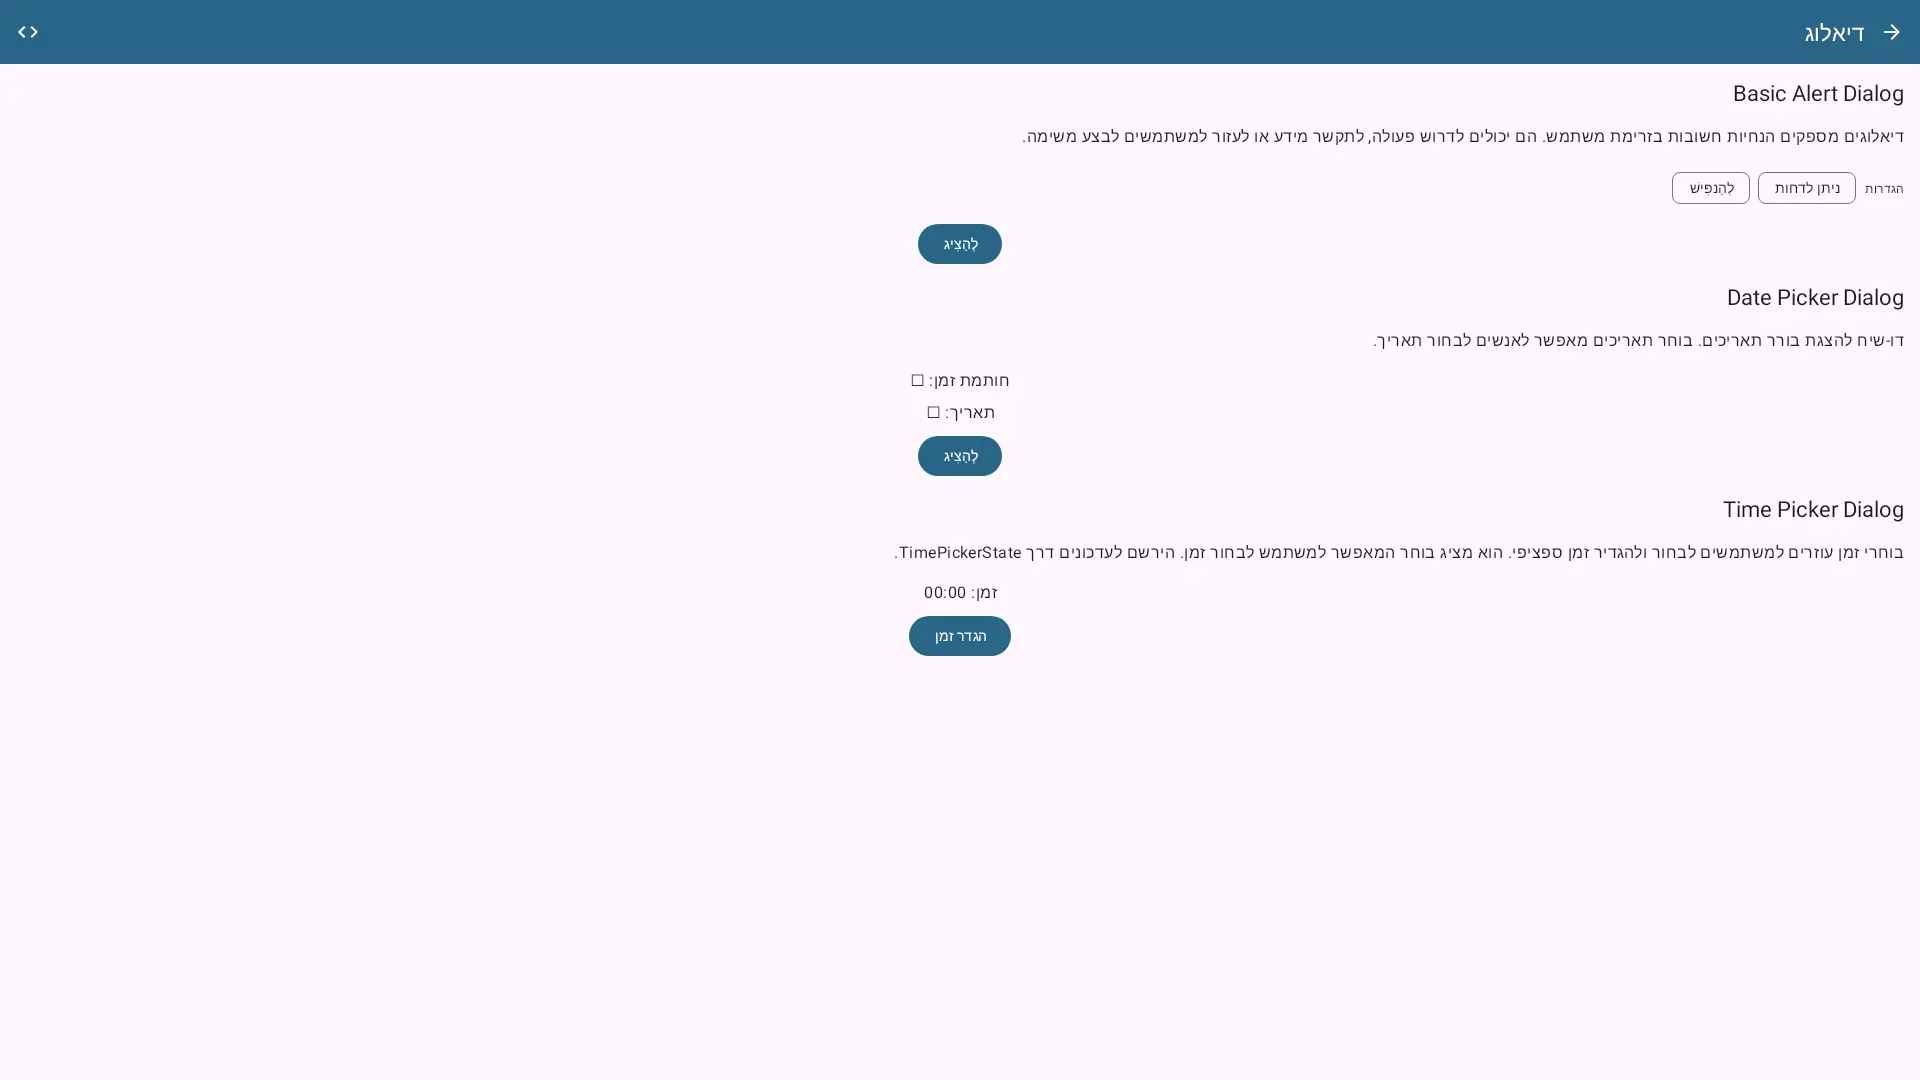 דיאלוג
Basic Alert Dialog
דיאלוגים מספקים הנחיות חשובות בזרימת משתמש. הם יכולים לדרוש פעולה, לתקשר מידע או לעזור למשתמשים לבצע משימה.
הגדרות ניתן לדחות לְהַנפִּישׁ
לְהַצִיג
Date Picker Dialog
דו-שיח להצגת בורר תאריכים. בוחר תאריכים מאפשר לאנשים לבחור תאריך.
חותמת זמן: ☐
תאריך: ☐
לְהַצִיג
Time Picker Dialog
בוחרי זמן עוזרים למשתמשים לבחור ולהגדיר זמן ספציפי. הוא מציג בוחר המאפשר למשתמש לבחור זמן. הירשם לעדכונים דרך TimePickerState.
זמן: 00:00
הגדר זמן